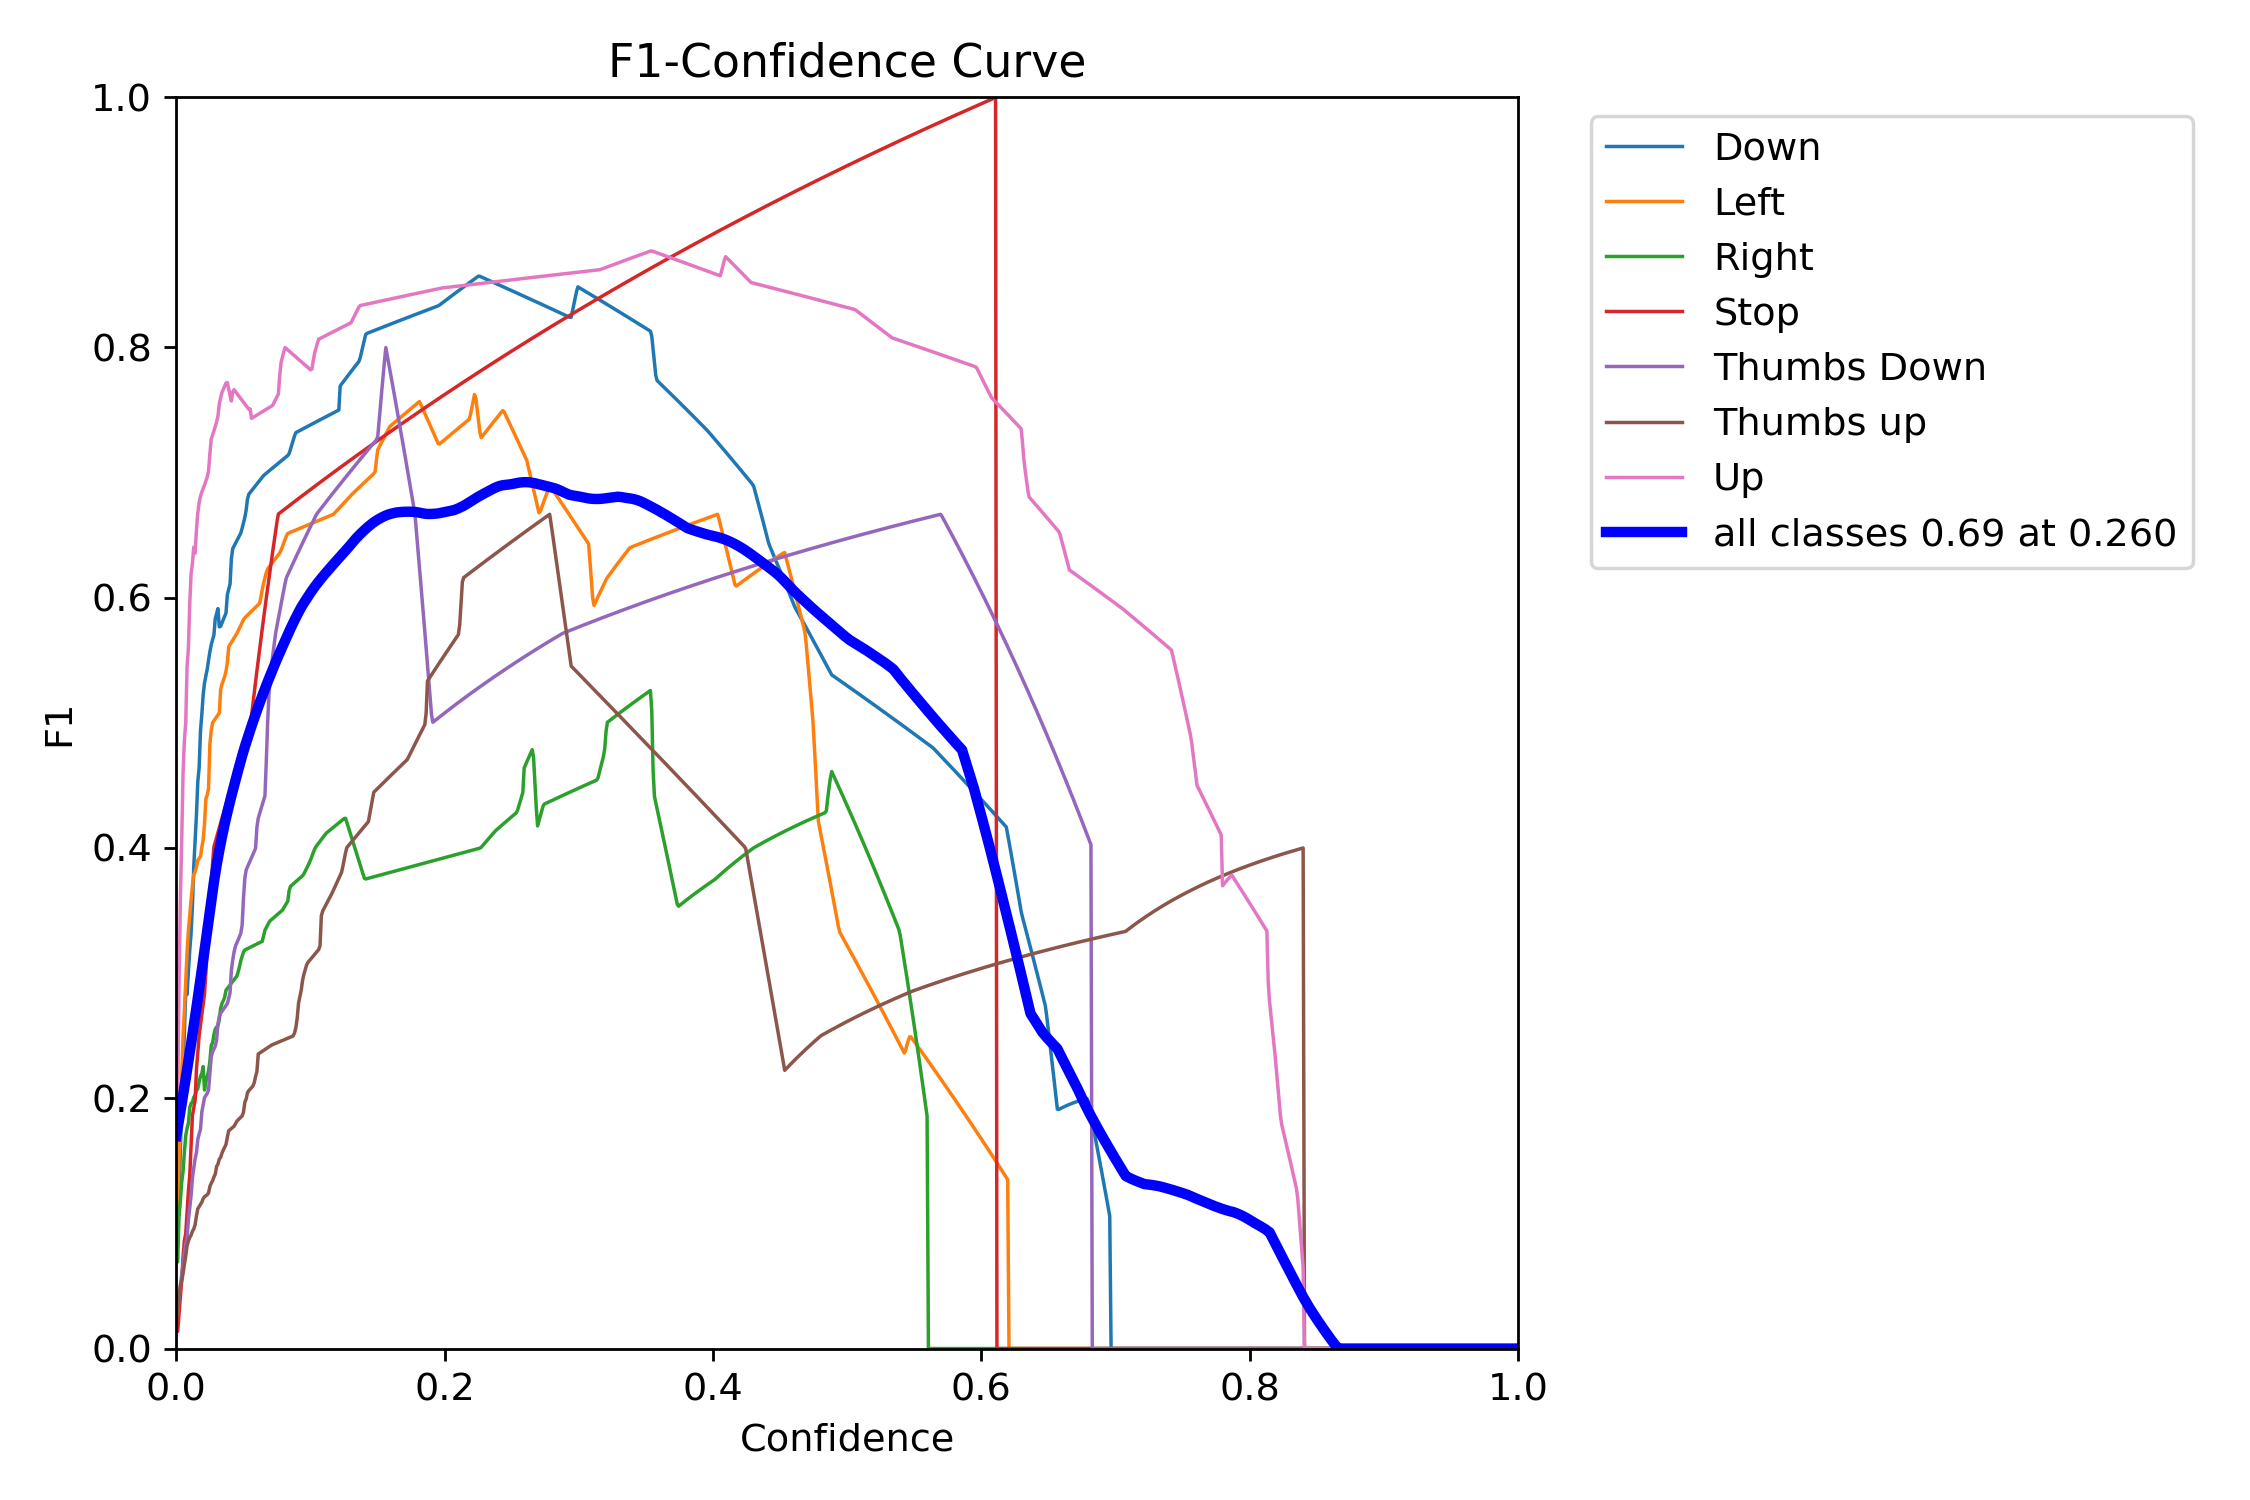 F1-Confidence Curve
1.0
0.8
0.6
0.4
0.2
0.0
F1
0.0 0.2 0.4 0.6 0.8 1.0
Confidence
Down
Left
Right
Stop
Thumbs Down
Thumbs up
Up
all classes 0.69 at 0.260